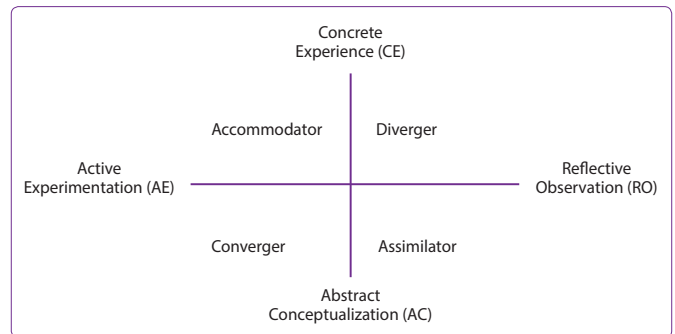 Concrete
Experience (CE)
Accommodator
Diverger
Active
Experimentation (AE)
Reflective
Observation (RO)
Converger
Assimilator
Abstract
Conceptualization (AC)